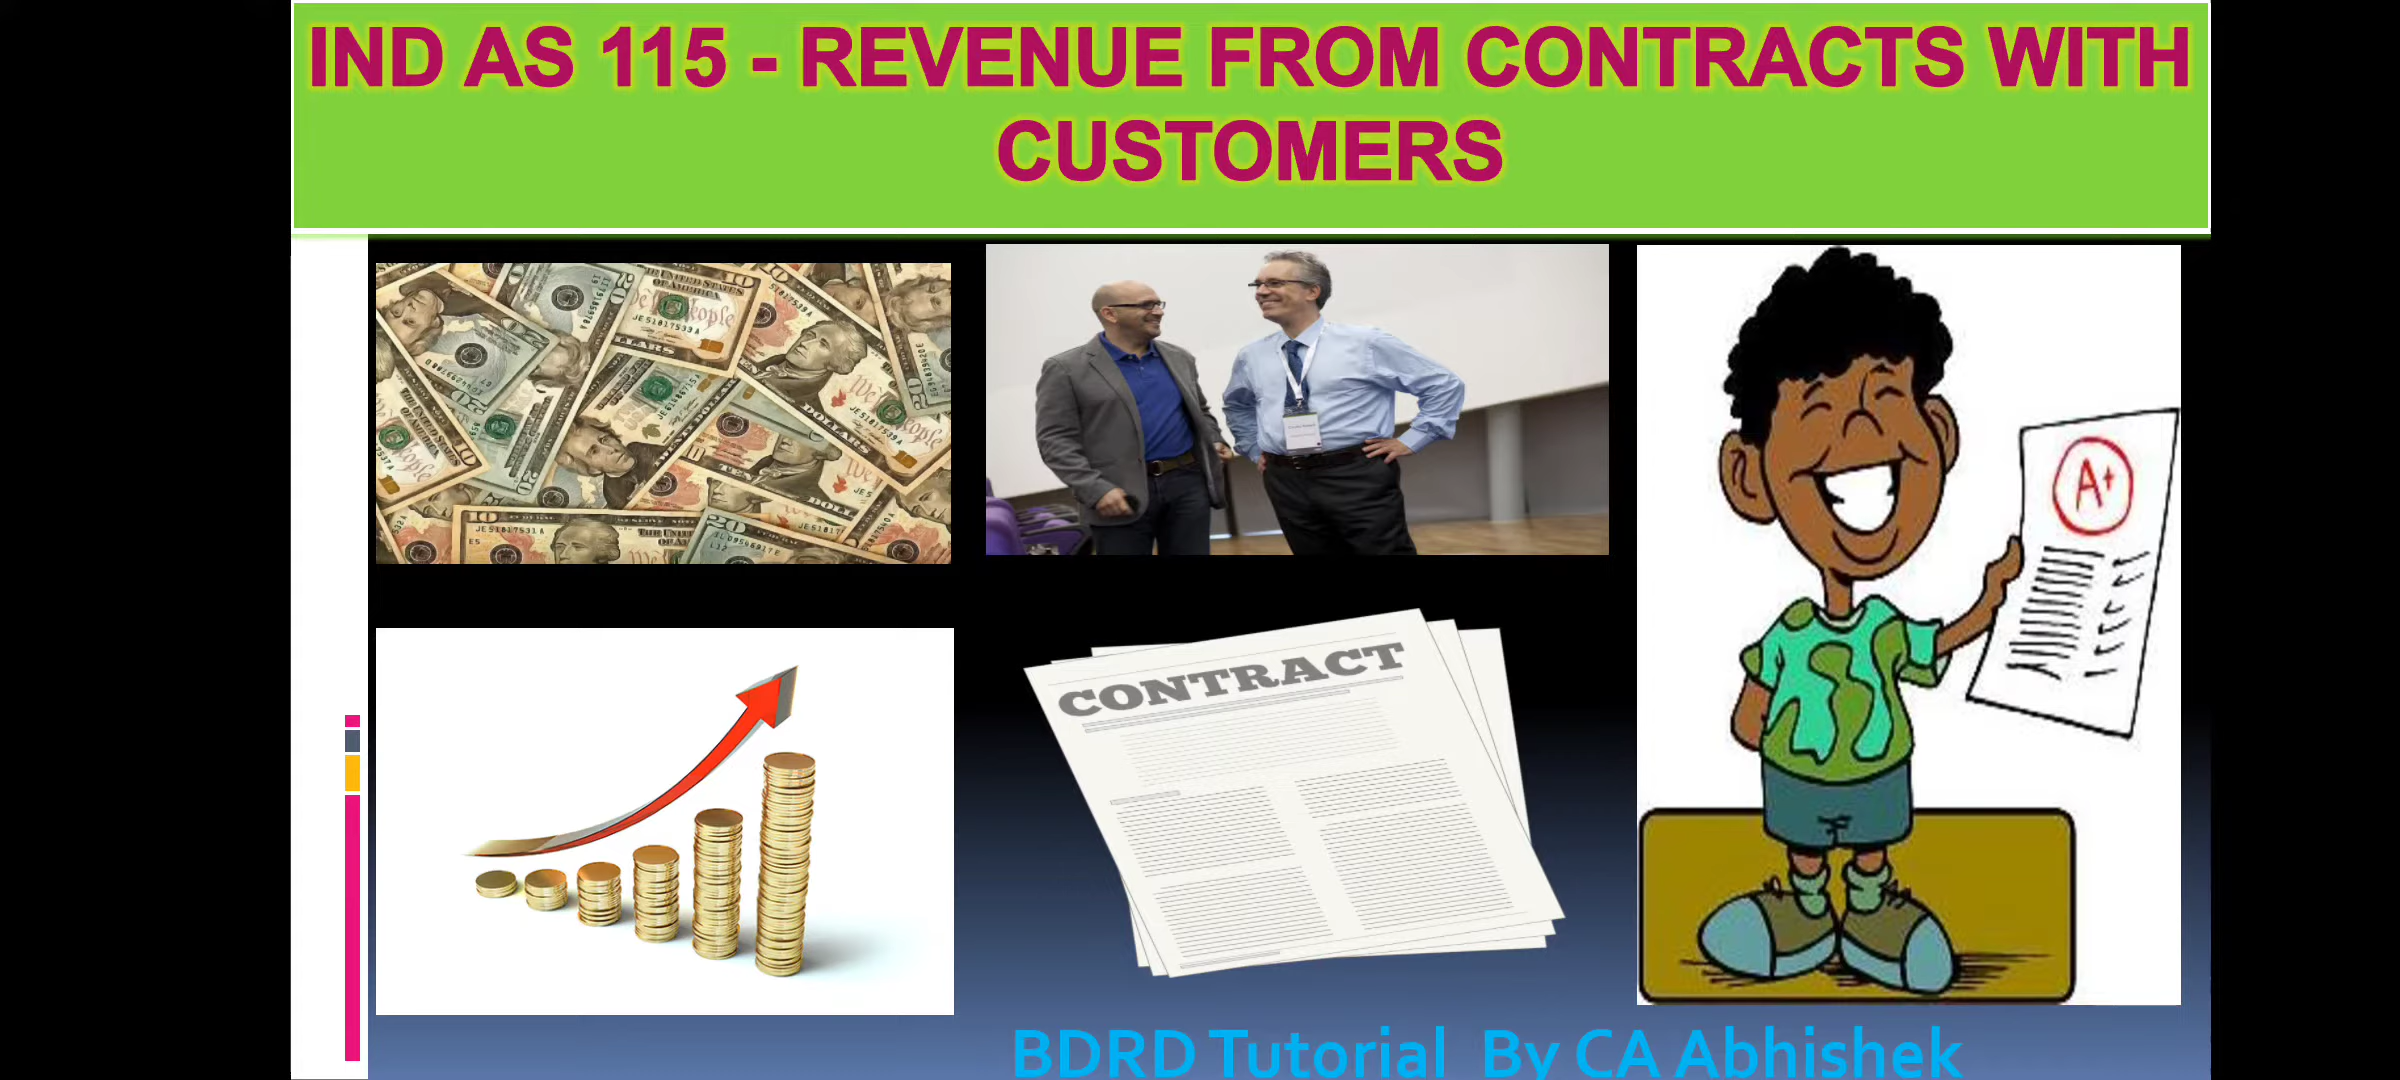 IND AS 115 - REVENUE FROM CONTRACTS WITH
CUSTOMERS
CONTRACT
A+
BDRD Tutorial By CA Abhishek